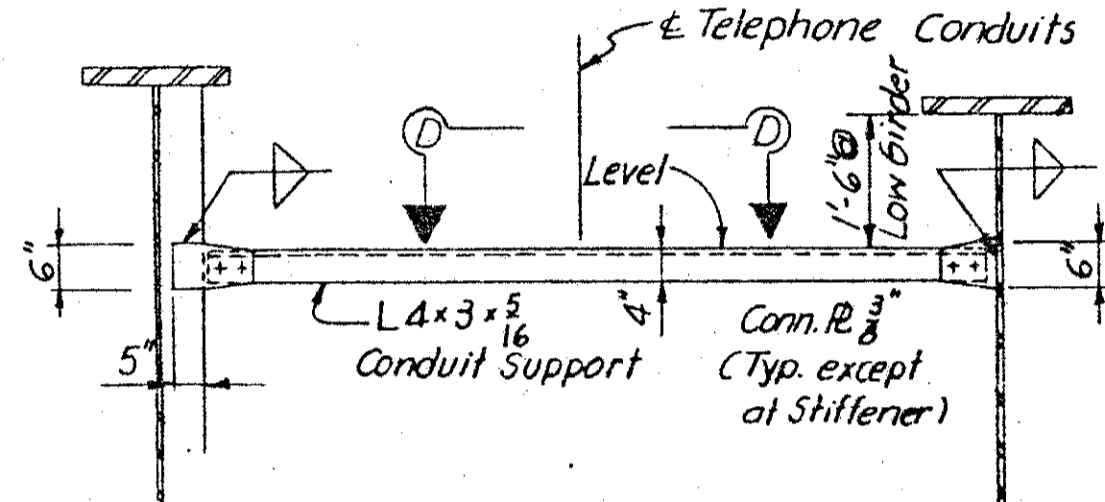 ℄ Telephone Conduits
D
D
Level
1'-6"@
Low Girder
6"
6"
L 4 × 3 × 5/16
Conduit Support
4"
Conn. ℙL 3/8"
(Typ. except
at Stiffener)
5"